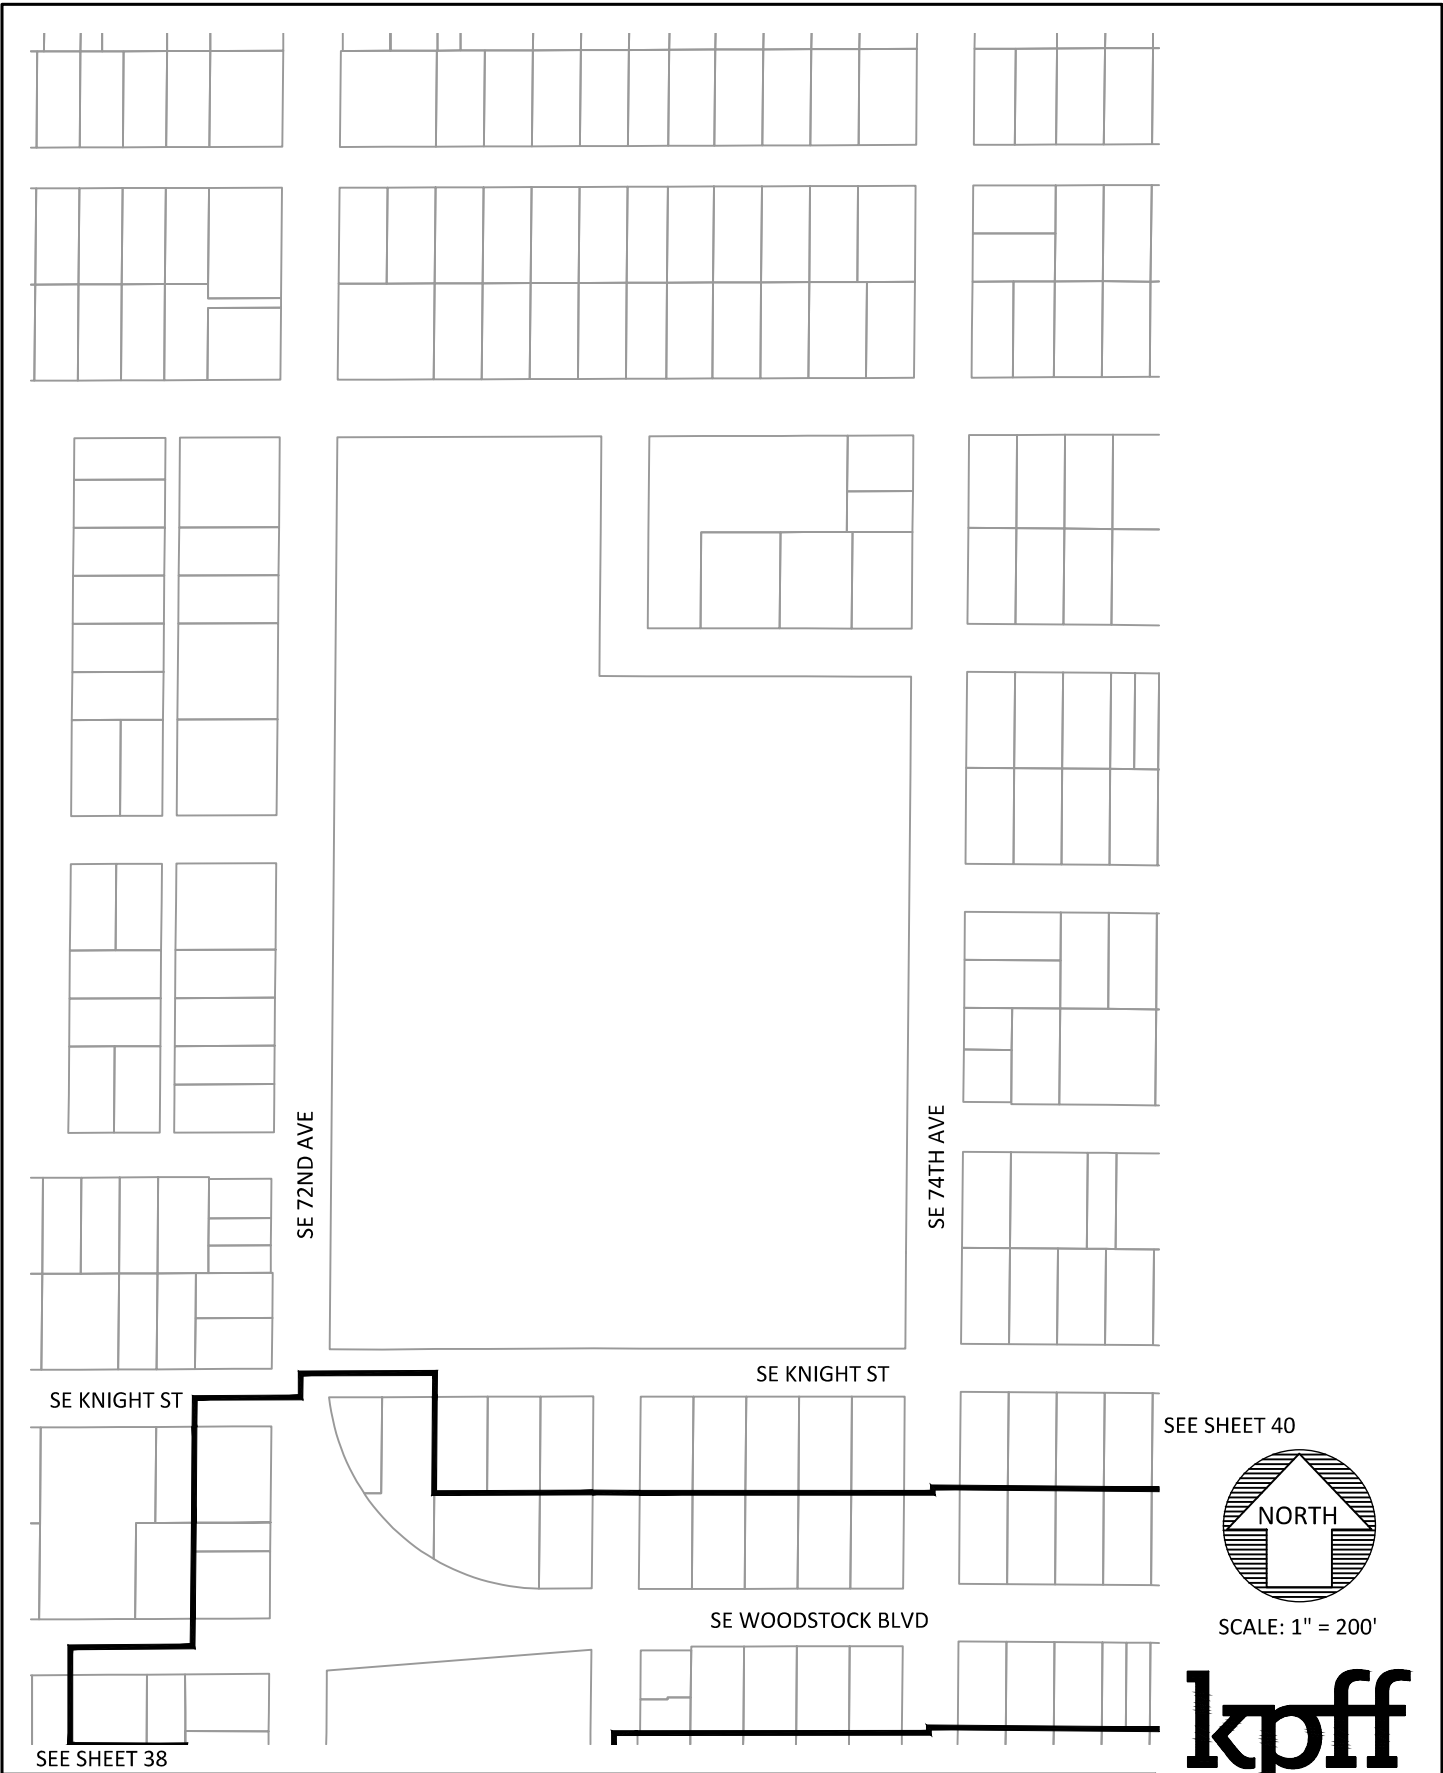 SE 72ND AVE
SE 74TH AVE
SE KNIGHT ST
SE KNIGHT ST
SEE SHEET 40
NORTH
SE WOODSTOCK BLVD
SCALE: 1" = 200'
kpff
SEE SHEET 38